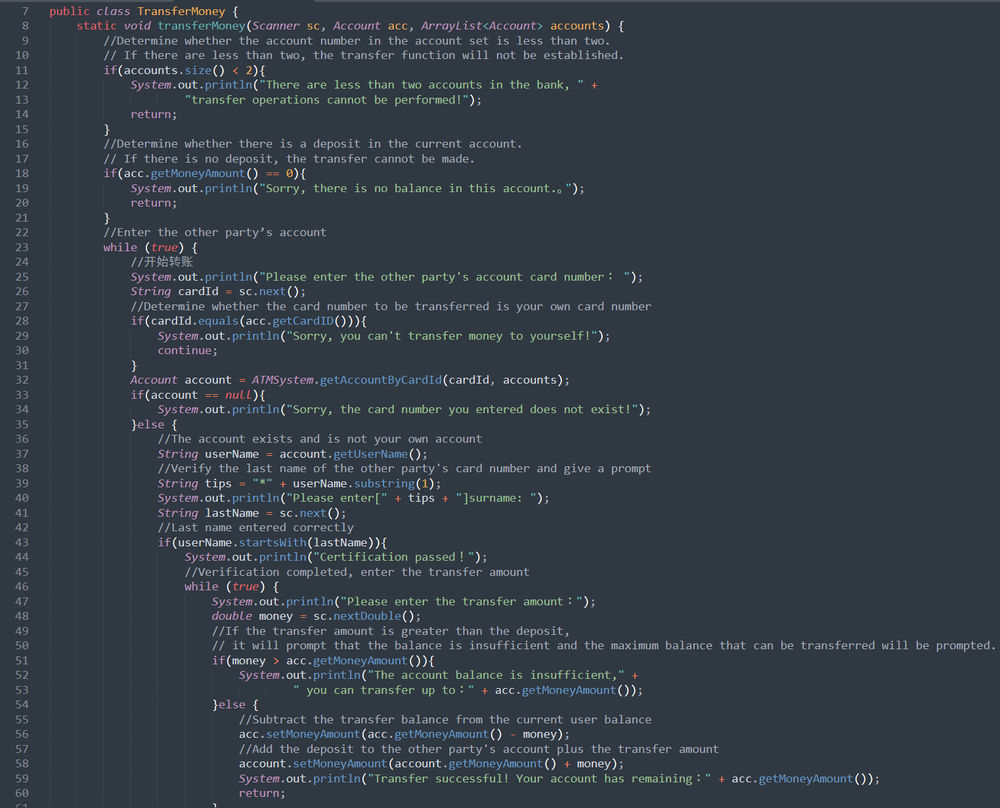 7 public class TransferMoney {
8 static void transferMoney(Scanner sc, Account acc, ArrayList<Account> accounts) {
9 //Determine whether the account number in the account set is less than two.
10 // If there are less than two, the transfer function will not be established.
11 if(accounts.size() < 2){
12 System.out.println("There are less than two accounts in the bank, " +
13 "transfer operations cannot be performed!");
14 return;
15 }
16 //Determine whether there is a deposit in the current account.
17 // If there is no deposit, the transfer cannot be made.
18 if(acc.getMoneyAmount() == 0){
19 System.out.println("Sorry, there is no balance in this account.。");
20 return;
21 }
22 //Enter the other party’s account
23 while (true) {
24 //开始转账
25 System.out.println("Please enter the other party's account card number： ");
26 String cardId = sc.next();
27 //Determine whether the card number to be transferred is your own card number
28 if(cardId.equals(acc.getCardID())){
29 System.out.println("Sorry, you can't transfer money to yourself!");
30 continue;
31 }
32 Account account = ATMSystem.getAccountByCardId(cardId, accounts);
33 if(account == null){
34 System.out.println("Sorry, the card number you entered does not exist!");
35 }else {
36 //The account exists and is not your own account
37 String userName = account.getUserName();
38 //Verify the last name of the other party's card number and give a prompt
39 String tips = "*" + userName.substring(1);
40 System.out.println("Please enter[" + tips + "]surname: ");
41 String lastName = sc.next();
42 //Last name entered correctly
43 if(userName.startsWith(lastName)){
44 System.out.println("Certification passed！");
45 //Verification completed, enter the transfer amount
46 while (true) {
47 System.out.println("Please enter the transfer amount：");
48 double money = sc.nextDouble();
49 //If the transfer amount is greater than the deposit,
50 // it will prompt that the balance is insufficient and the maximum balance that can be transferred will be prompted.
51 if(money > acc.getMoneyAmount()){
52 System.out.println("The account balance is insufficient," +
53 " you can transfer up to：" + acc.getMoneyAmount());
54 }else {
55 //Subtract the transfer balance from the current user balance
56 acc.setMoneyAmount(acc.getMoneyAmount() - money);
57 //Add the deposit to the other party's account plus the transfer amount
58 account.setMoneyAmount(account.getMoneyAmount() + money);
59 System.out.println("Transfer successful! Your account has remaining：" + acc.getMoneyAmount());
60 return;
61 }